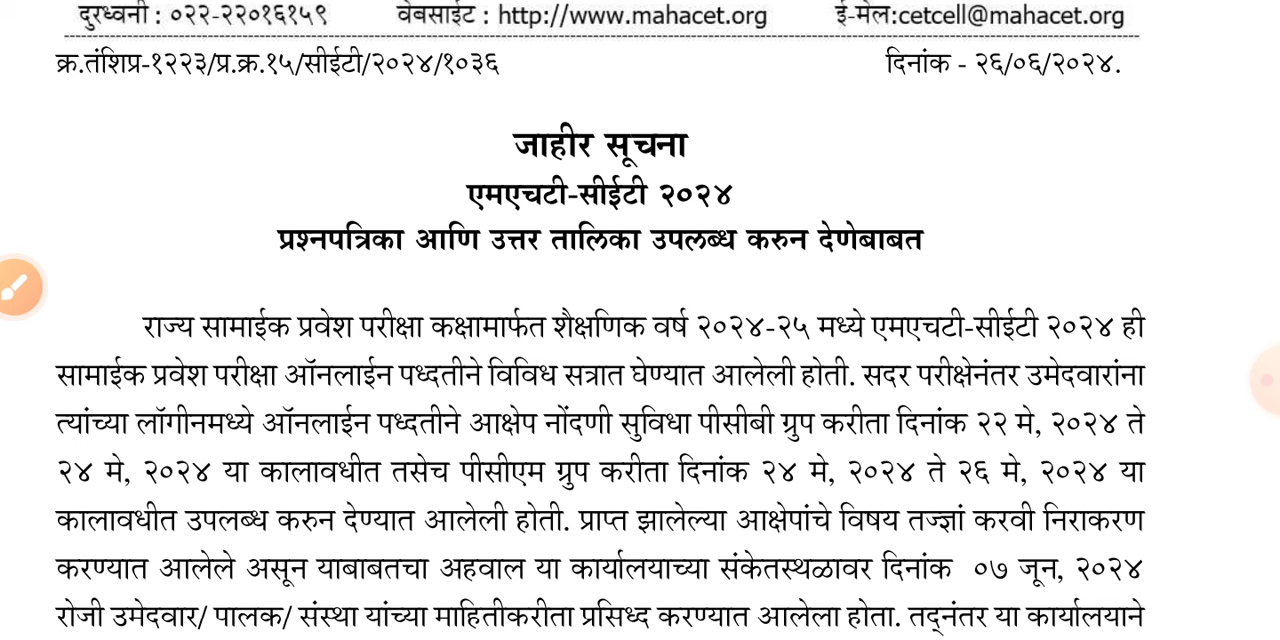 दुरध्वनी : ०२२-२२०१६१५९ वेबसाईट : http://www.mahacet.org ई-मेल:cetcell@mahacet.org
क्र.तंशिप्र-१२२३/प्र.क्र.१५/सीईटी/२०२४/१०३६ दिनांक - २६/०६/२०२४.
जाहीर सूचना
एमएचटी-सीईटी २०२४
प्रश्नपत्रिका आणि उत्तर तालिका उपलब्ध करुन देणेबाबत
राज्य सामाईक प्रवेश परीक्षा कक्षामार्फत शैक्षणिक वर्ष २०२४-२५ मध्ये एमएचटी-सीईटी २०२४ ही
सामाईक प्रवेश परीक्षा ऑनलाईन पध्दतीने विविध सत्रात घेण्यात आलेली होती. सदर परीक्षेनंतर उमेदवारांना
त्यांच्या लॉगीनमध्ये ऑनलाईन पध्दतीने आक्षेप नोंदणी सुविधा पीसीबी ग्रुप करीता दिनांक २२ मे, २०२४ ते
२४ मे, २०२४ या कालावधीत तसेच पीसीएम ग्रुप करीता दिनांक २४ मे, २०२४ ते २६ मे, २०२४ या
कालावधीत उपलब्ध करुन देण्यात आलेली होती. प्राप्त झालेल्या आक्षेपांचे विषय तज्ज्ञां करवी निराकरण
करण्यात आलेले असून याबाबतचा अहवाल या कार्यालयाच्या संकेतस्थळावर दिनांक ०७ जून, २०२४
रोजी उमेदवार/ पालक/ संस्था यांच्या माहितीकरीता प्रसिध्द करण्यात आलेला होता. तद्नंतर या कार्यालयाने